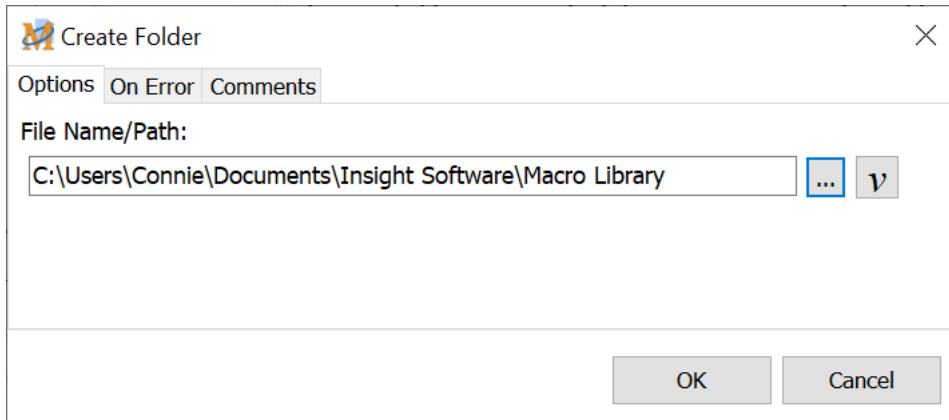 Create Folder
Options On Error Comments
File Name/Path:
C:\Users\Connie\Documents\Insight Software\Macro Library ... v
OK Cancel